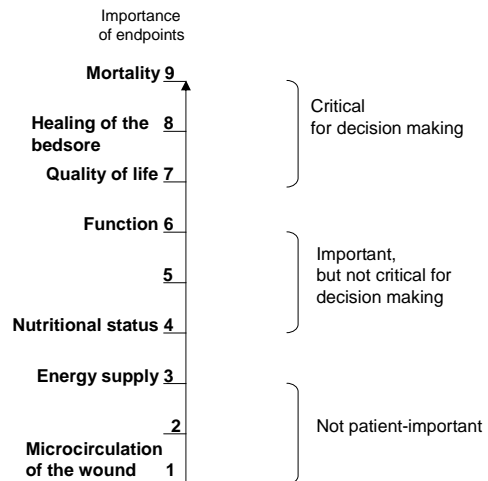 Importance
of endpoints
Mortality 9
Healing of the
bedsore
8
Quality of life 7
Critical
for decision making
Function 6
5
Nutritional status 4
Important,
but not critical for
decision making
Energy supply 3
2
Microcirculation
of the wound 1
Not patient-important